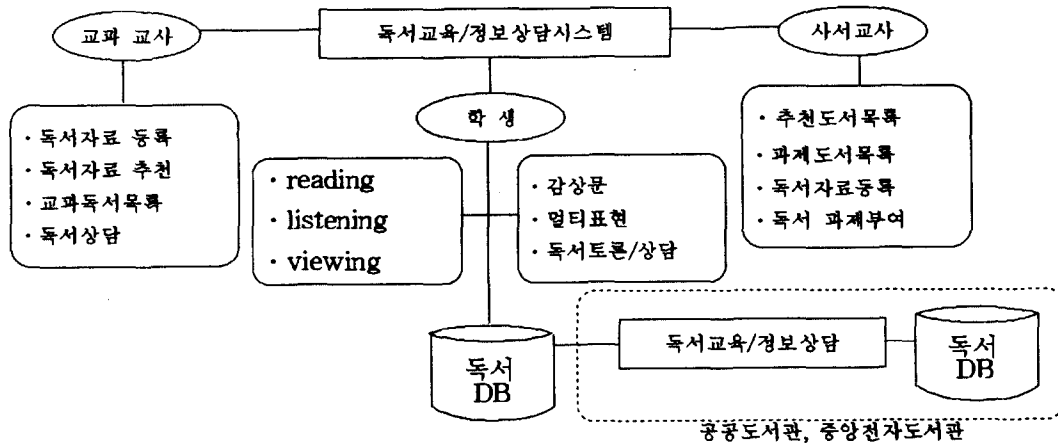 교과 교사
독서교육/정보상담시스템
사서교사
학 생
· 독서자료 등록
· 독서자료 추천
· 교과독서목록
· 독서상담
· reading
· listening
· viewing
· 감상문
· 멀티표현
· 독서토론/상담
· 추천도서목록
· 과제도서목록
· 독서자료등록
· 독서 과제부여
독서
DB
독서교육/정보상담
독서
DB
공공도서관, 중앙전자도서관